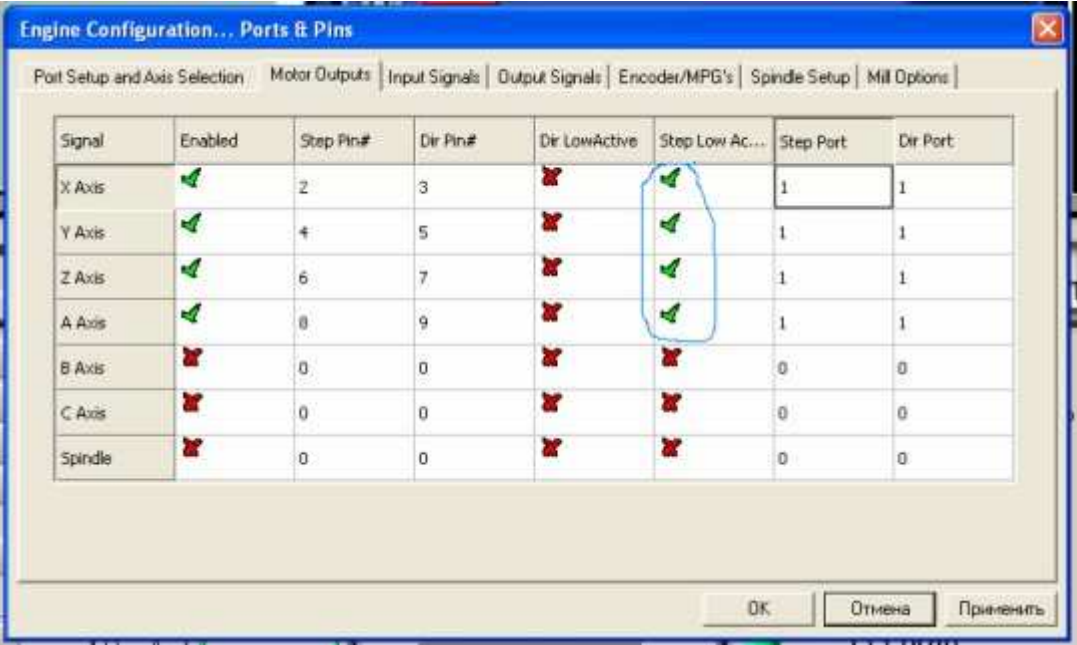 Engine Configuration... Ports & Pins
Port Setup and Axis Selection Motor Outputs Input Signals Output Signals Encoder/MPG's Spindle Setup Mill Options
Signal Enabled Step Pin# Dir Pin# Dir LowActive Step Low Ac... Step Port Dir Port
X Axis 2 3 1 1
Y Axis 4 5 1 1
Z Axis 6 7 1 1
A Axis 8 9 1 1
B Axis 0 0 0 0
C Axis 0 0 0 0
Spindle 0 0 0 0
OK Отмена Применить